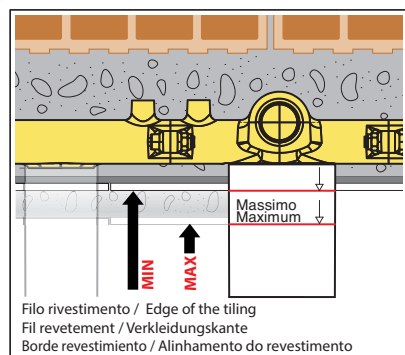 Massimo
Maximum
MIN
MAX
Filo rivestimento / Edge of the tiling
Fil revetement / Verkleidungskante
Borde revestimiento / Alinhamento do revestimento